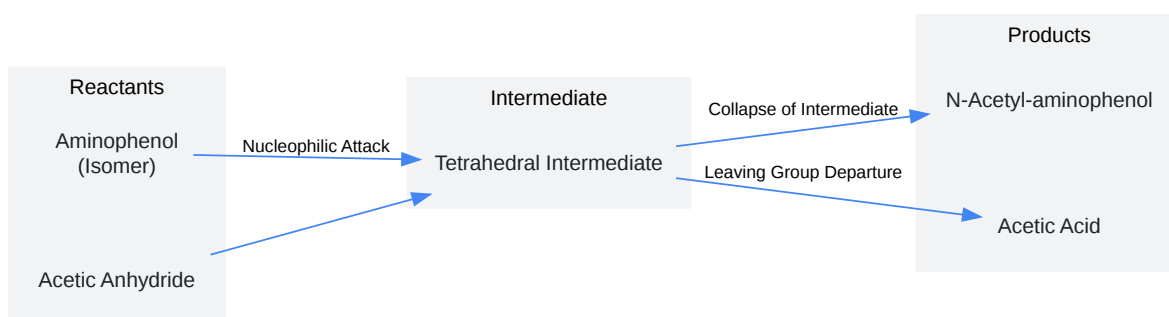 Reactants
Aminophenol
(Isomer)
Acetic Anhydride
Nucleophilic Attack
Intermediate
Tetrahedral Intermediate
Collapse of Intermediate
Leaving Group Departure
Products
N-Acetyl-aminophenol
Acetic Acid